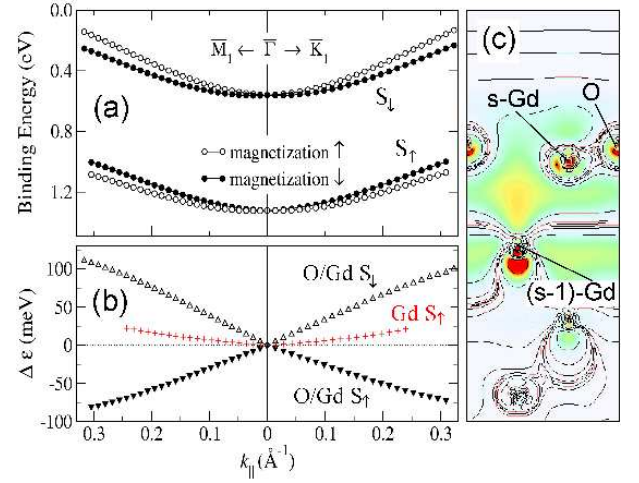 (a)
Binding Energy (eV)
0.0
0.4
0.8
1.2
M̅₁ ← Γ̅ → K̅₁
S↓
S↑
magnetization ↑
magnetization ↓
(b)
Δ ε (meV)
100
50
0
-50
-100
O/Gd S↓
Gd S↑
O/Gd S↑
0.3 0.2 0.1 0 0.1 0.2 0.3
k|| (Å⁻¹)
(c)
s-Gd
O
(s-1)-Gd